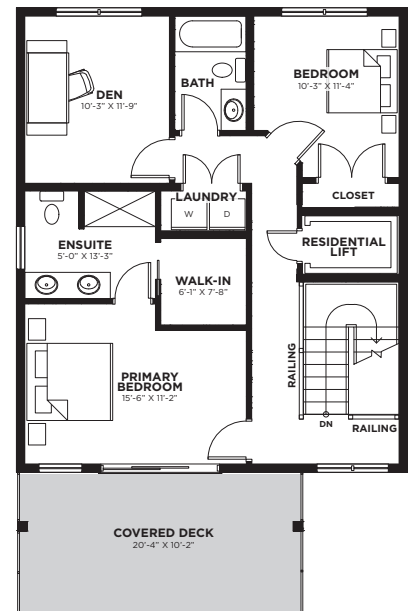 DEN
10'-3" X 11'-9"
BATH
BEDROOM
10'-3" X 11'-4"
LAUNDRY
W D
CLOSET
ENSUITE
5'-0" X 13'-3"
WALK-IN
6'-1" X 7'-8"
RESIDENTIAL
LIFT
PRIMARY
BEDROOM
15'-6" X 11'-2"
RAILING
DN
RAILING
COVERED DECK
20'-4" X 10'-2"